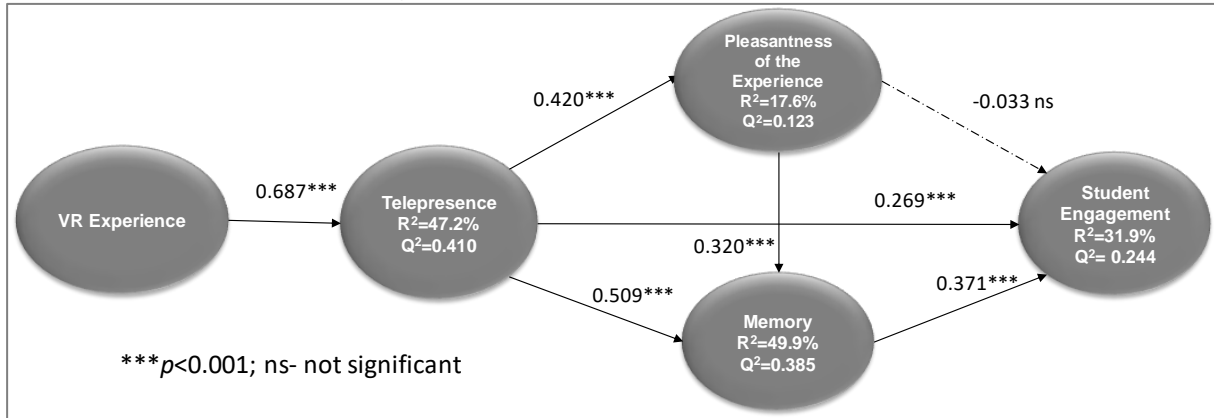 Pleasantness
of the
Experience
R²=17.6%
Q²=0.123
0.420***
-0.033 ns
0.687***
VR Experience
Telepresence
R²=47.2%
Q²=0.410
0.269***
Student
Engagement
R²=31.9%
Q²= 0.244
0.320***
0.509***
0.371***
Memory
R²=49.9%
Q²=0.385
***p<0.001; ns- not significant